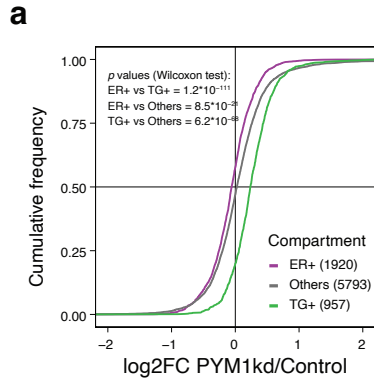 a
p values (Wilcoxon test):
ER+ vs TG+ = 1.2*10⁻¹¹¹
ER+ vs Others = 8.5*10⁻²⁸
TG+ vs Others = 6.2*10⁻⁶⁸
1.00
0.75
0.50
0.25
0.00
Cumulative frequency
Compartment
ER+ (1920)
Others (5793)
TG+ (957)
−2 −1 0 1 2
log2FC PYM1kd/Control